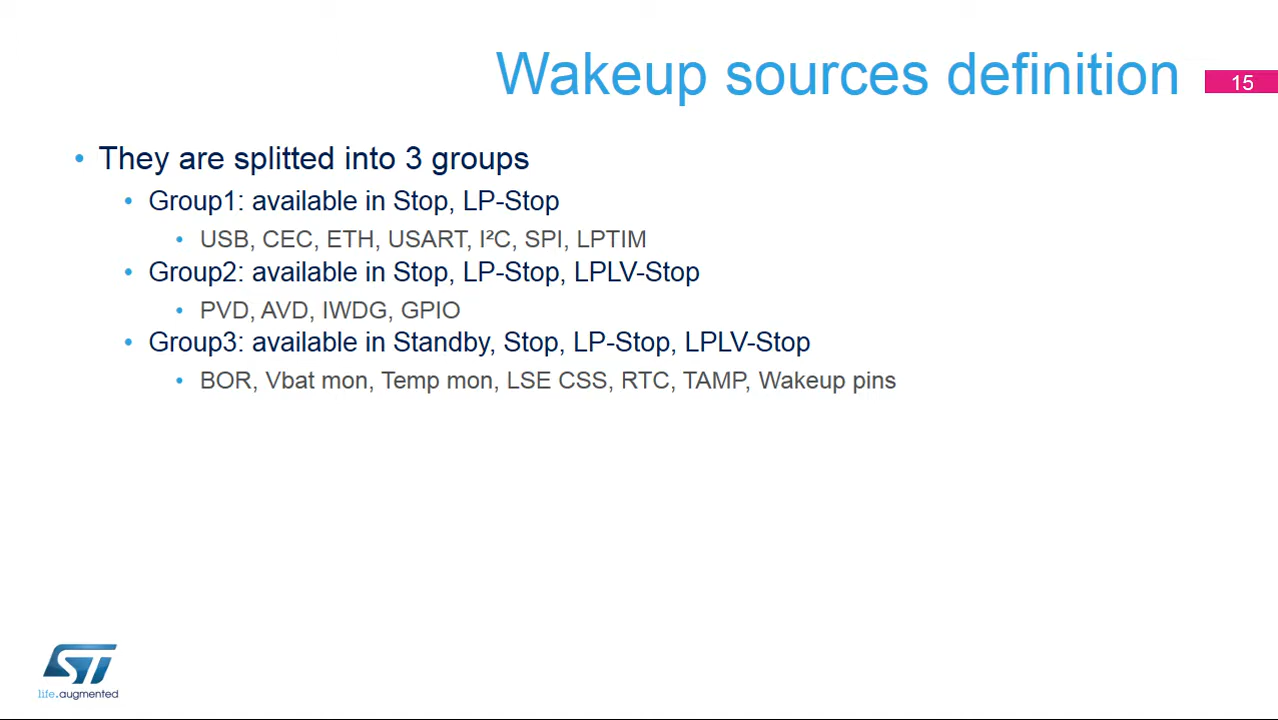 Wakeup sources definition
15
• They are splitted into 3 groups
• Group1: available in Stop, LP-Stop
• USB, CEC, ETH, USART, I²C, SPI, LPTIM
• Group2: available in Stop, LP-Stop, LPLV-Stop
• PVD, AVD, IWDG, GPIO
• Group3: available in Standby, Stop, LP-Stop, LPLV-Stop
• BOR, Vbat mon, Temp mon, LSE CSS, RTC, TAMP, Wakeup pins
ST
life.augmented